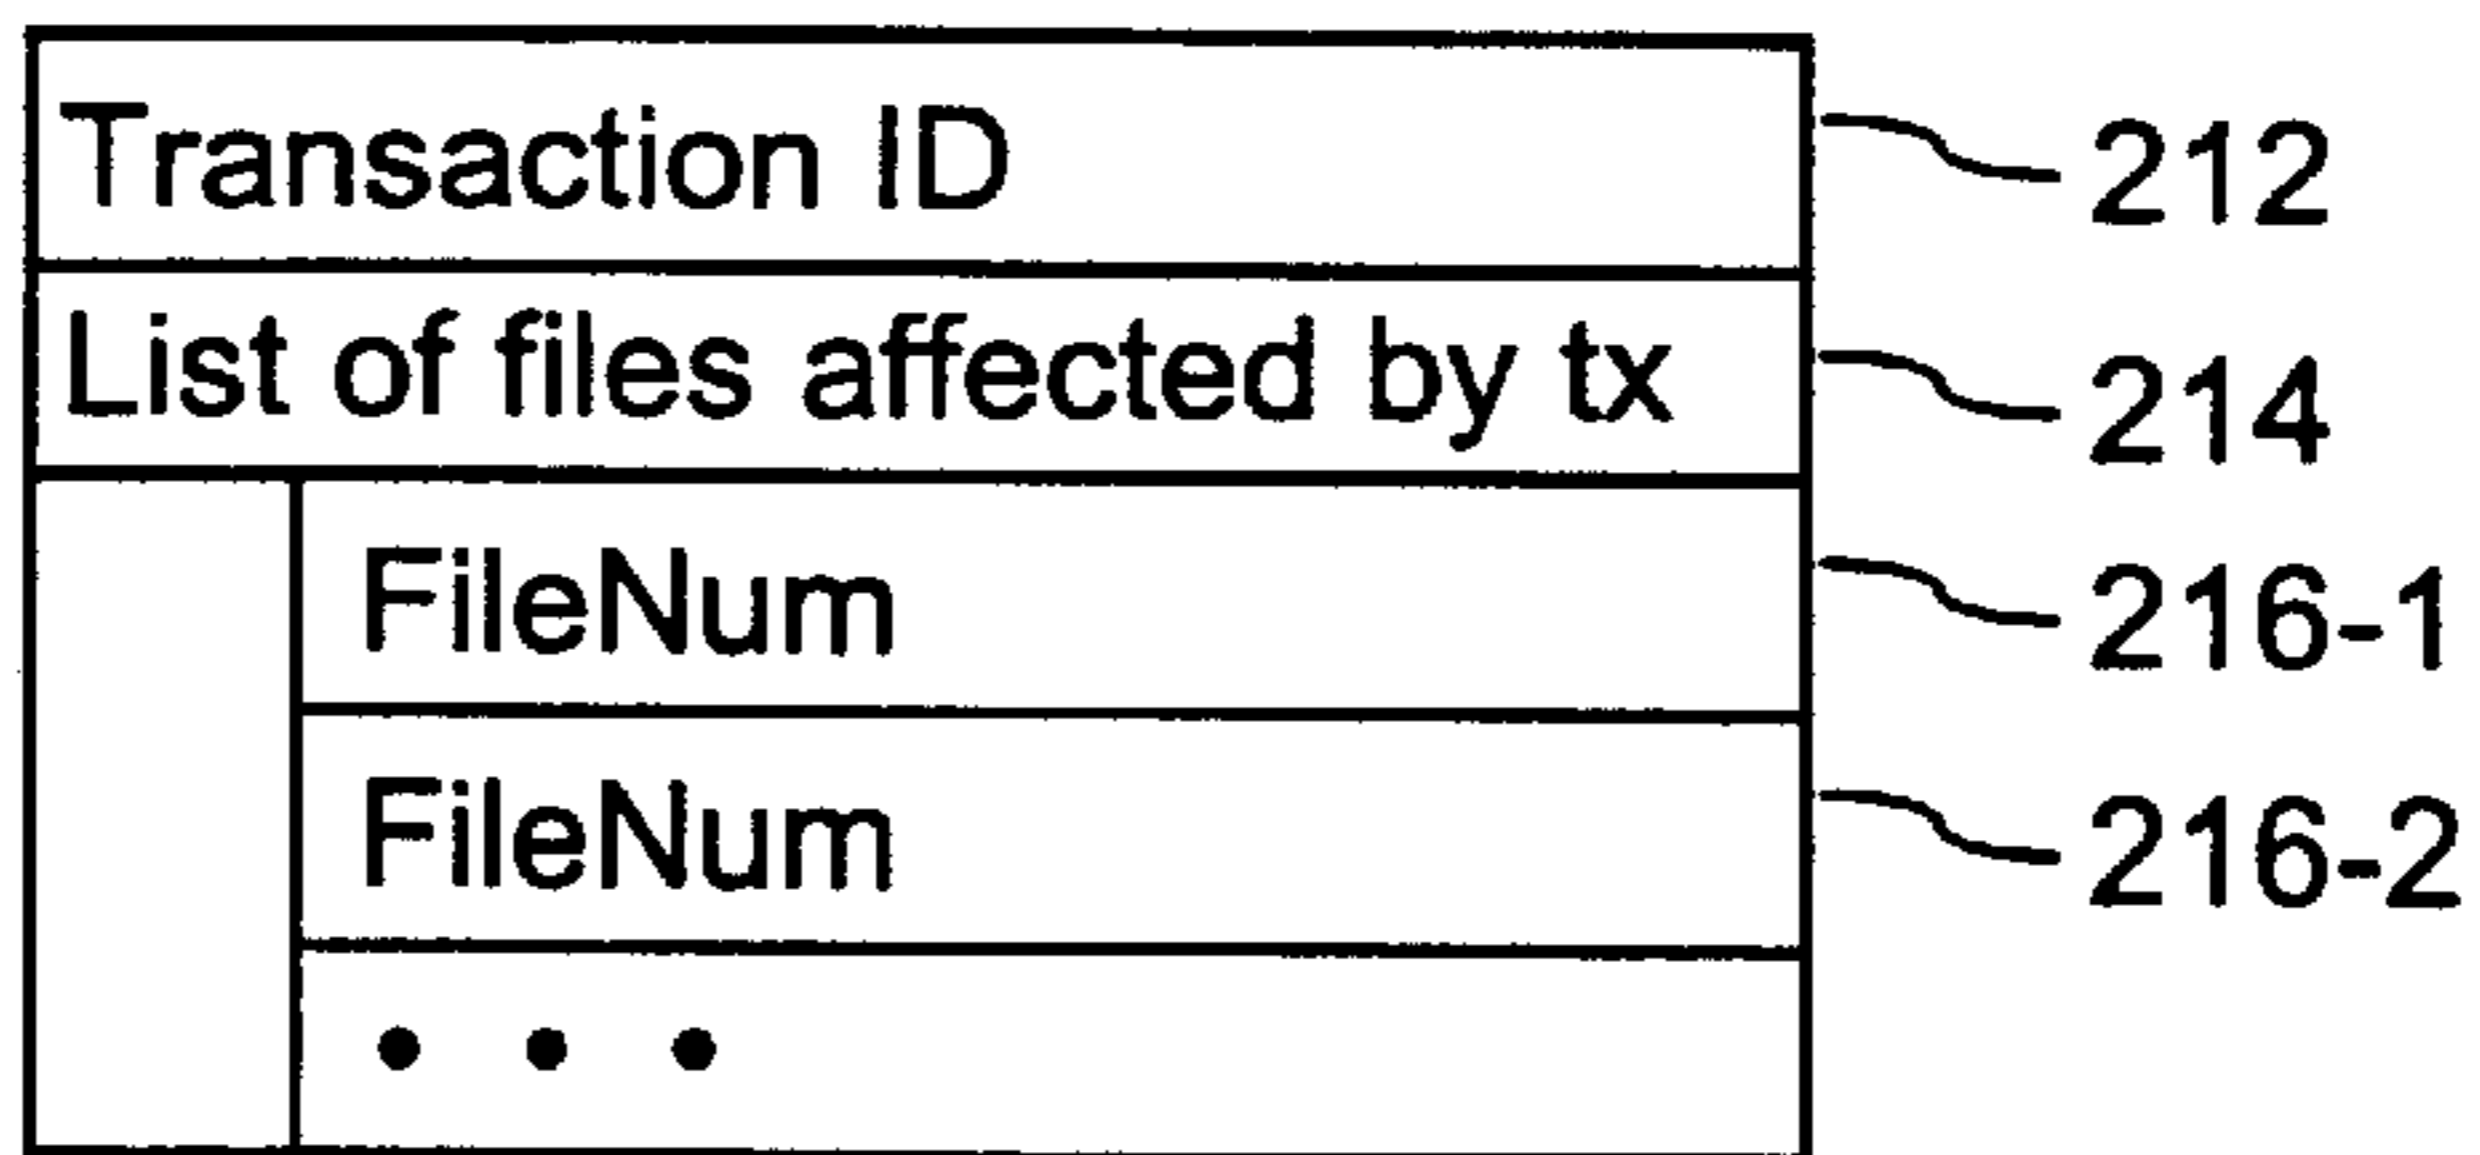 Transaction ID 212
List of files affected by tx 214
FileNum 216-1
FileNum 216-2
• • •